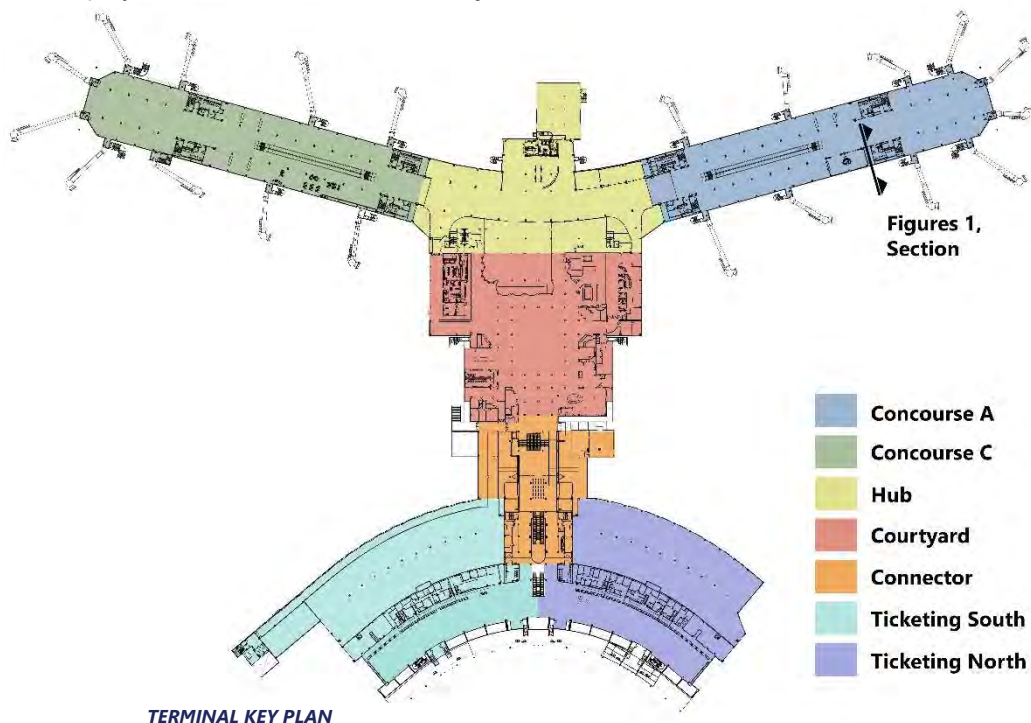 Figures 1,
Section
Concourse A
Concourse C
Hub
Courtyard
Connector
Ticketing South
Ticketing North
TERMINAL KEY PLAN